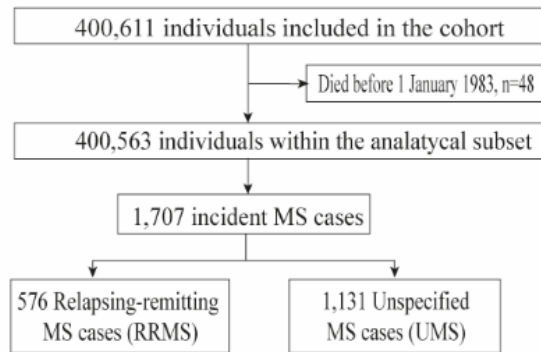 400,611 individuals included in the cohort
Died before 1 January 1983, n=48
400,563 individuals within the analatycal subset
1,707 incident MS cases
576 Relapsing-remitting
MS cases (RRMS)
1,131 Unspecified
MS cases (UMS)